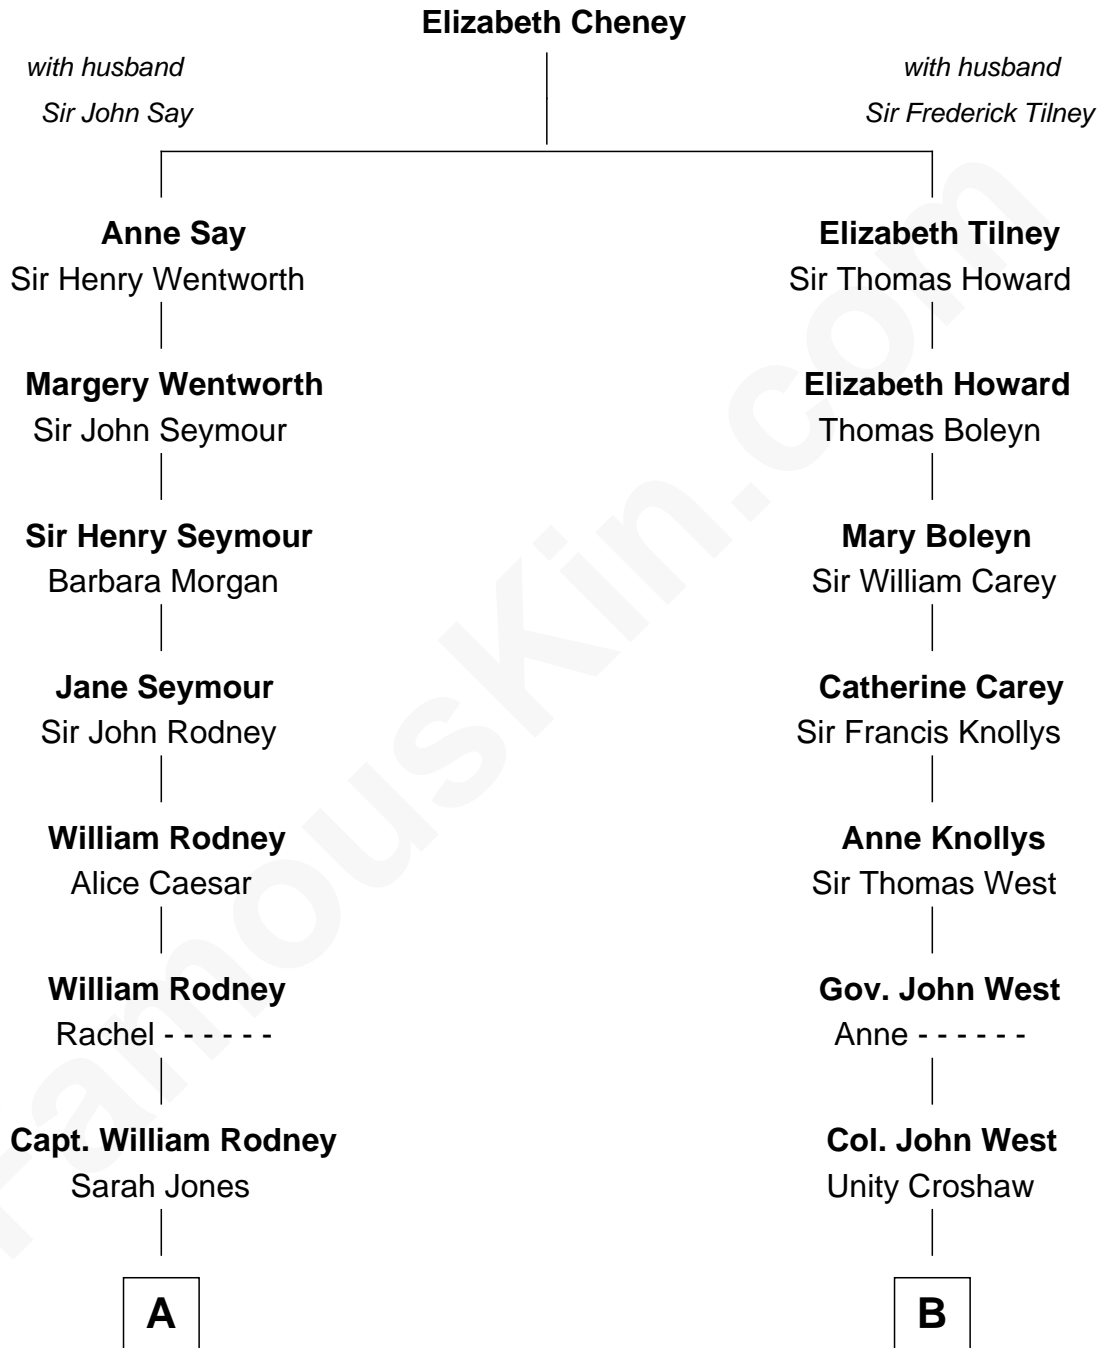 Elizabeth Cheney
with husband
Sir John Say
with husband
Sir Frederick Tilney
Anne Say
Sir Henry Wentworth
Elizabeth Tilney
Sir Thomas Howard
Margery Wentworth
Sir John Seymour
Elizabeth Howard
Thomas Boleyn
Sir Henry Seymour
Barbara Morgan
Mary Boleyn
Sir William Carey
Jane Seymour
Sir John Rodney
Catherine Carey
Sir Francis Knollys
William Rodney
Alice Caesar
Anne Knollys
Sir Thomas West
William Rodney
Rachel - - - - - -
Gov. John West
Anne - - - - - -
Capt. William Rodney
Sarah Jones
Col. John West
Unity Croshaw
A
B
FamousKin.com